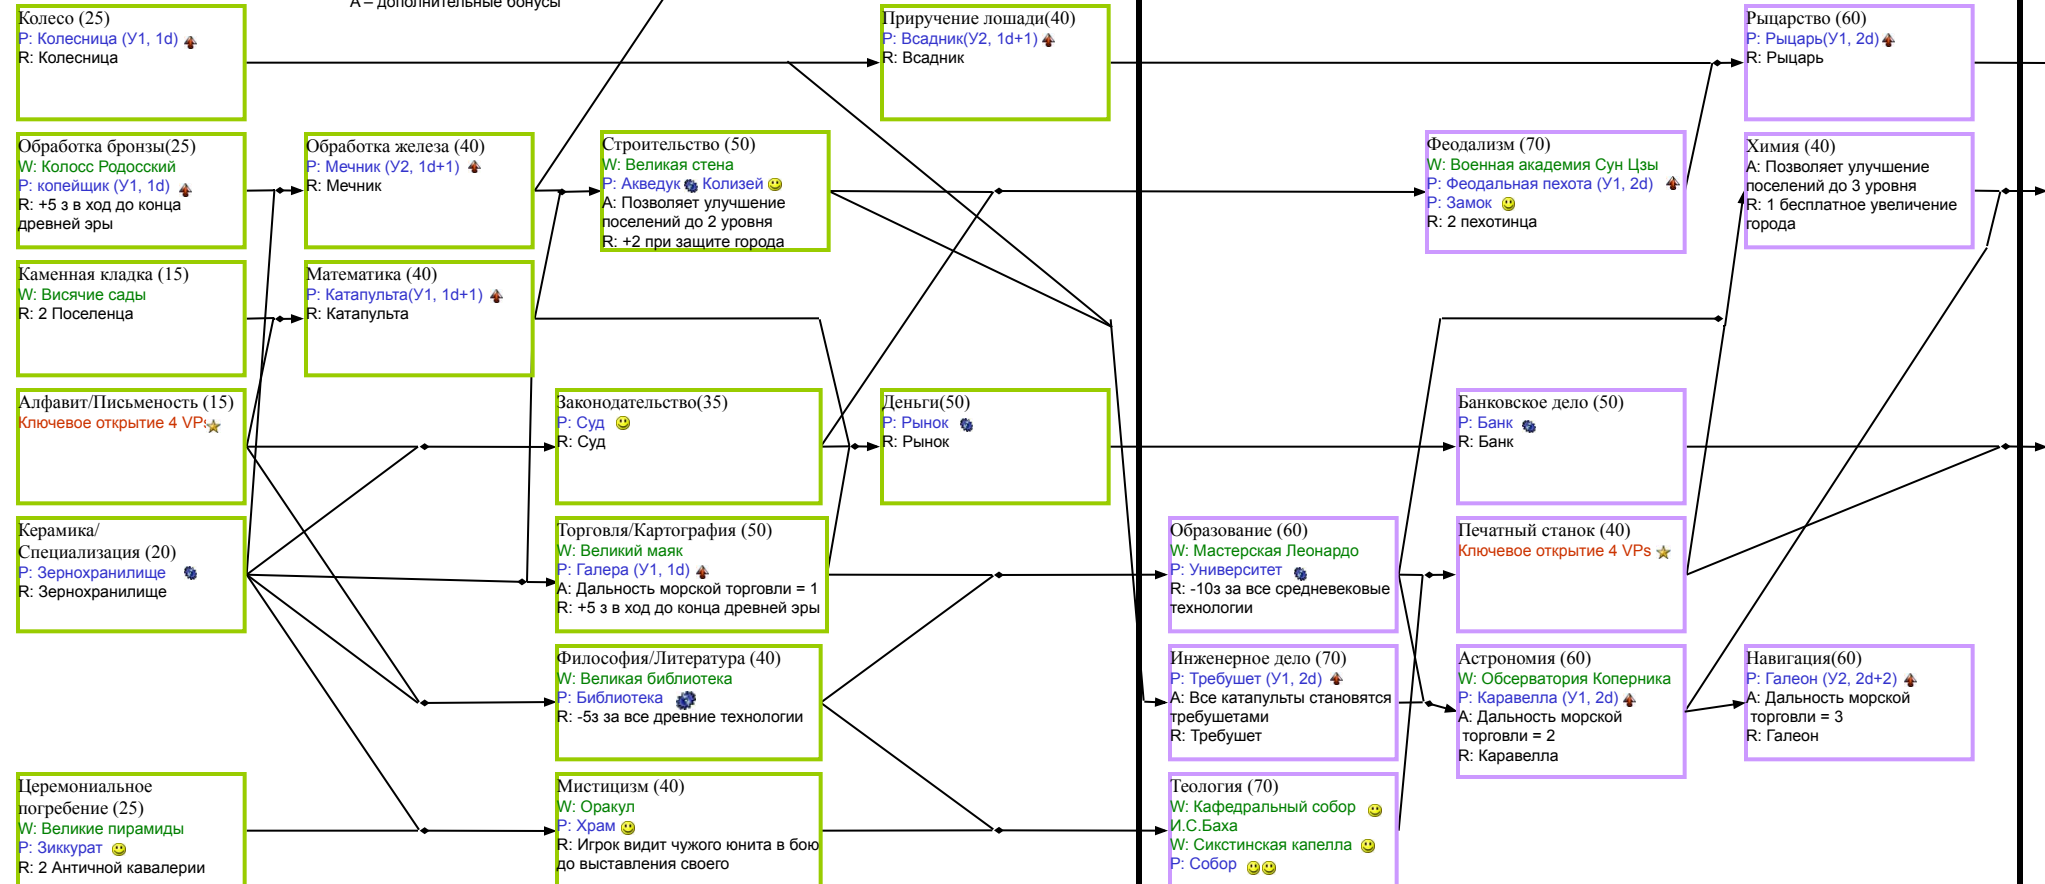 А – дополнительные бонусы
Колесо (25)
P: Колесница (У1, 1d)
R: Колесница
Приручение лошади(40)
P: Всадник(У2, 1d+1)
R: Всадник
Рыцарство (60)
P: Рыцарь(У1, 2d)
R: Рыцарь
Обработка бронзы(25)
W: Колосс Родосский
P: копейщик (У1, 1d)
R: +5 з в ход до конца
древней эры
Обработка железа (40)
P: Мечник (У2, 1d+1)
R: Мечник
Строительство (50)
W: Великая стена
P: Акведук Колизей
А: Позволяет улучшение
поселений до 2 уровня
R: +2 при защите города
Феодализм (70)
W: Военная академия Сун Цзы
P: Феодальная пехота (У1, 2d)
P: Замок
R: 2 пехотинца
Химия (40)
А: Позволяет улучшение
поселений до 3 уровня
R: 1 бесплатное увеличение
города
Каменная кладка (15)
W: Висячие сады
R: 2 Поселенца
Математика (40)
P: Катапульта(У1, 1d+1)
R: Катапульта
Алфавит/Письменость (15)
Ключевое открытие 4 VPs
Законодательство(35)
P: Суд
R: Суд
Деньги(50)
P: Рынок
R: Рынок
Банковское дело (50)
P: Банк
R: Банк
Керамика/
Специализация (20)
P: Зернохранилище
R: Зернохранилище
Торговля/Картография (50)
W: Великий маяк
P: Галера (У1, 1d)
А: Дальность морской торговли = 1
R: +5 з в ход до конца древней эры
Образование (60)
W: Мастерская Леонардо
P: Университет
R: -10з за все средневековые
технологии
Печатный станок (40)
Ключевое открытие 4 VPs
Философия/Литература (40)
W: Великая библиотека
P: Библиотека
R: -5з за все древние технологии
Инженерное дело (70)
P: Требушет (У1, 2d)
А: Все катапульты становятся
требушетами
R: Требушет
Астрономия (60)
W: Обсерватория Коперника
P: Каравелла (У1, 2d)
А: Дальность морской
торговли = 2
R: Каравелла
Навигация(60)
P: Галеон (У2, 2d+2)
А: Дальность морской
торговли = 3
R: Галеон
Церемониальное
погребение (25)
W: Великие пирамиды
P: Зиккурат
R: 2 Античной кавалерии
Мистицизм (40)
W: Оракул
P: Храм
R: Игрок видит чужого юнита в бою
до выставления своего
Теология (70)
W: Кафедральный собор
И.С.Баха
W: Сикстинская капелла
P: Собор